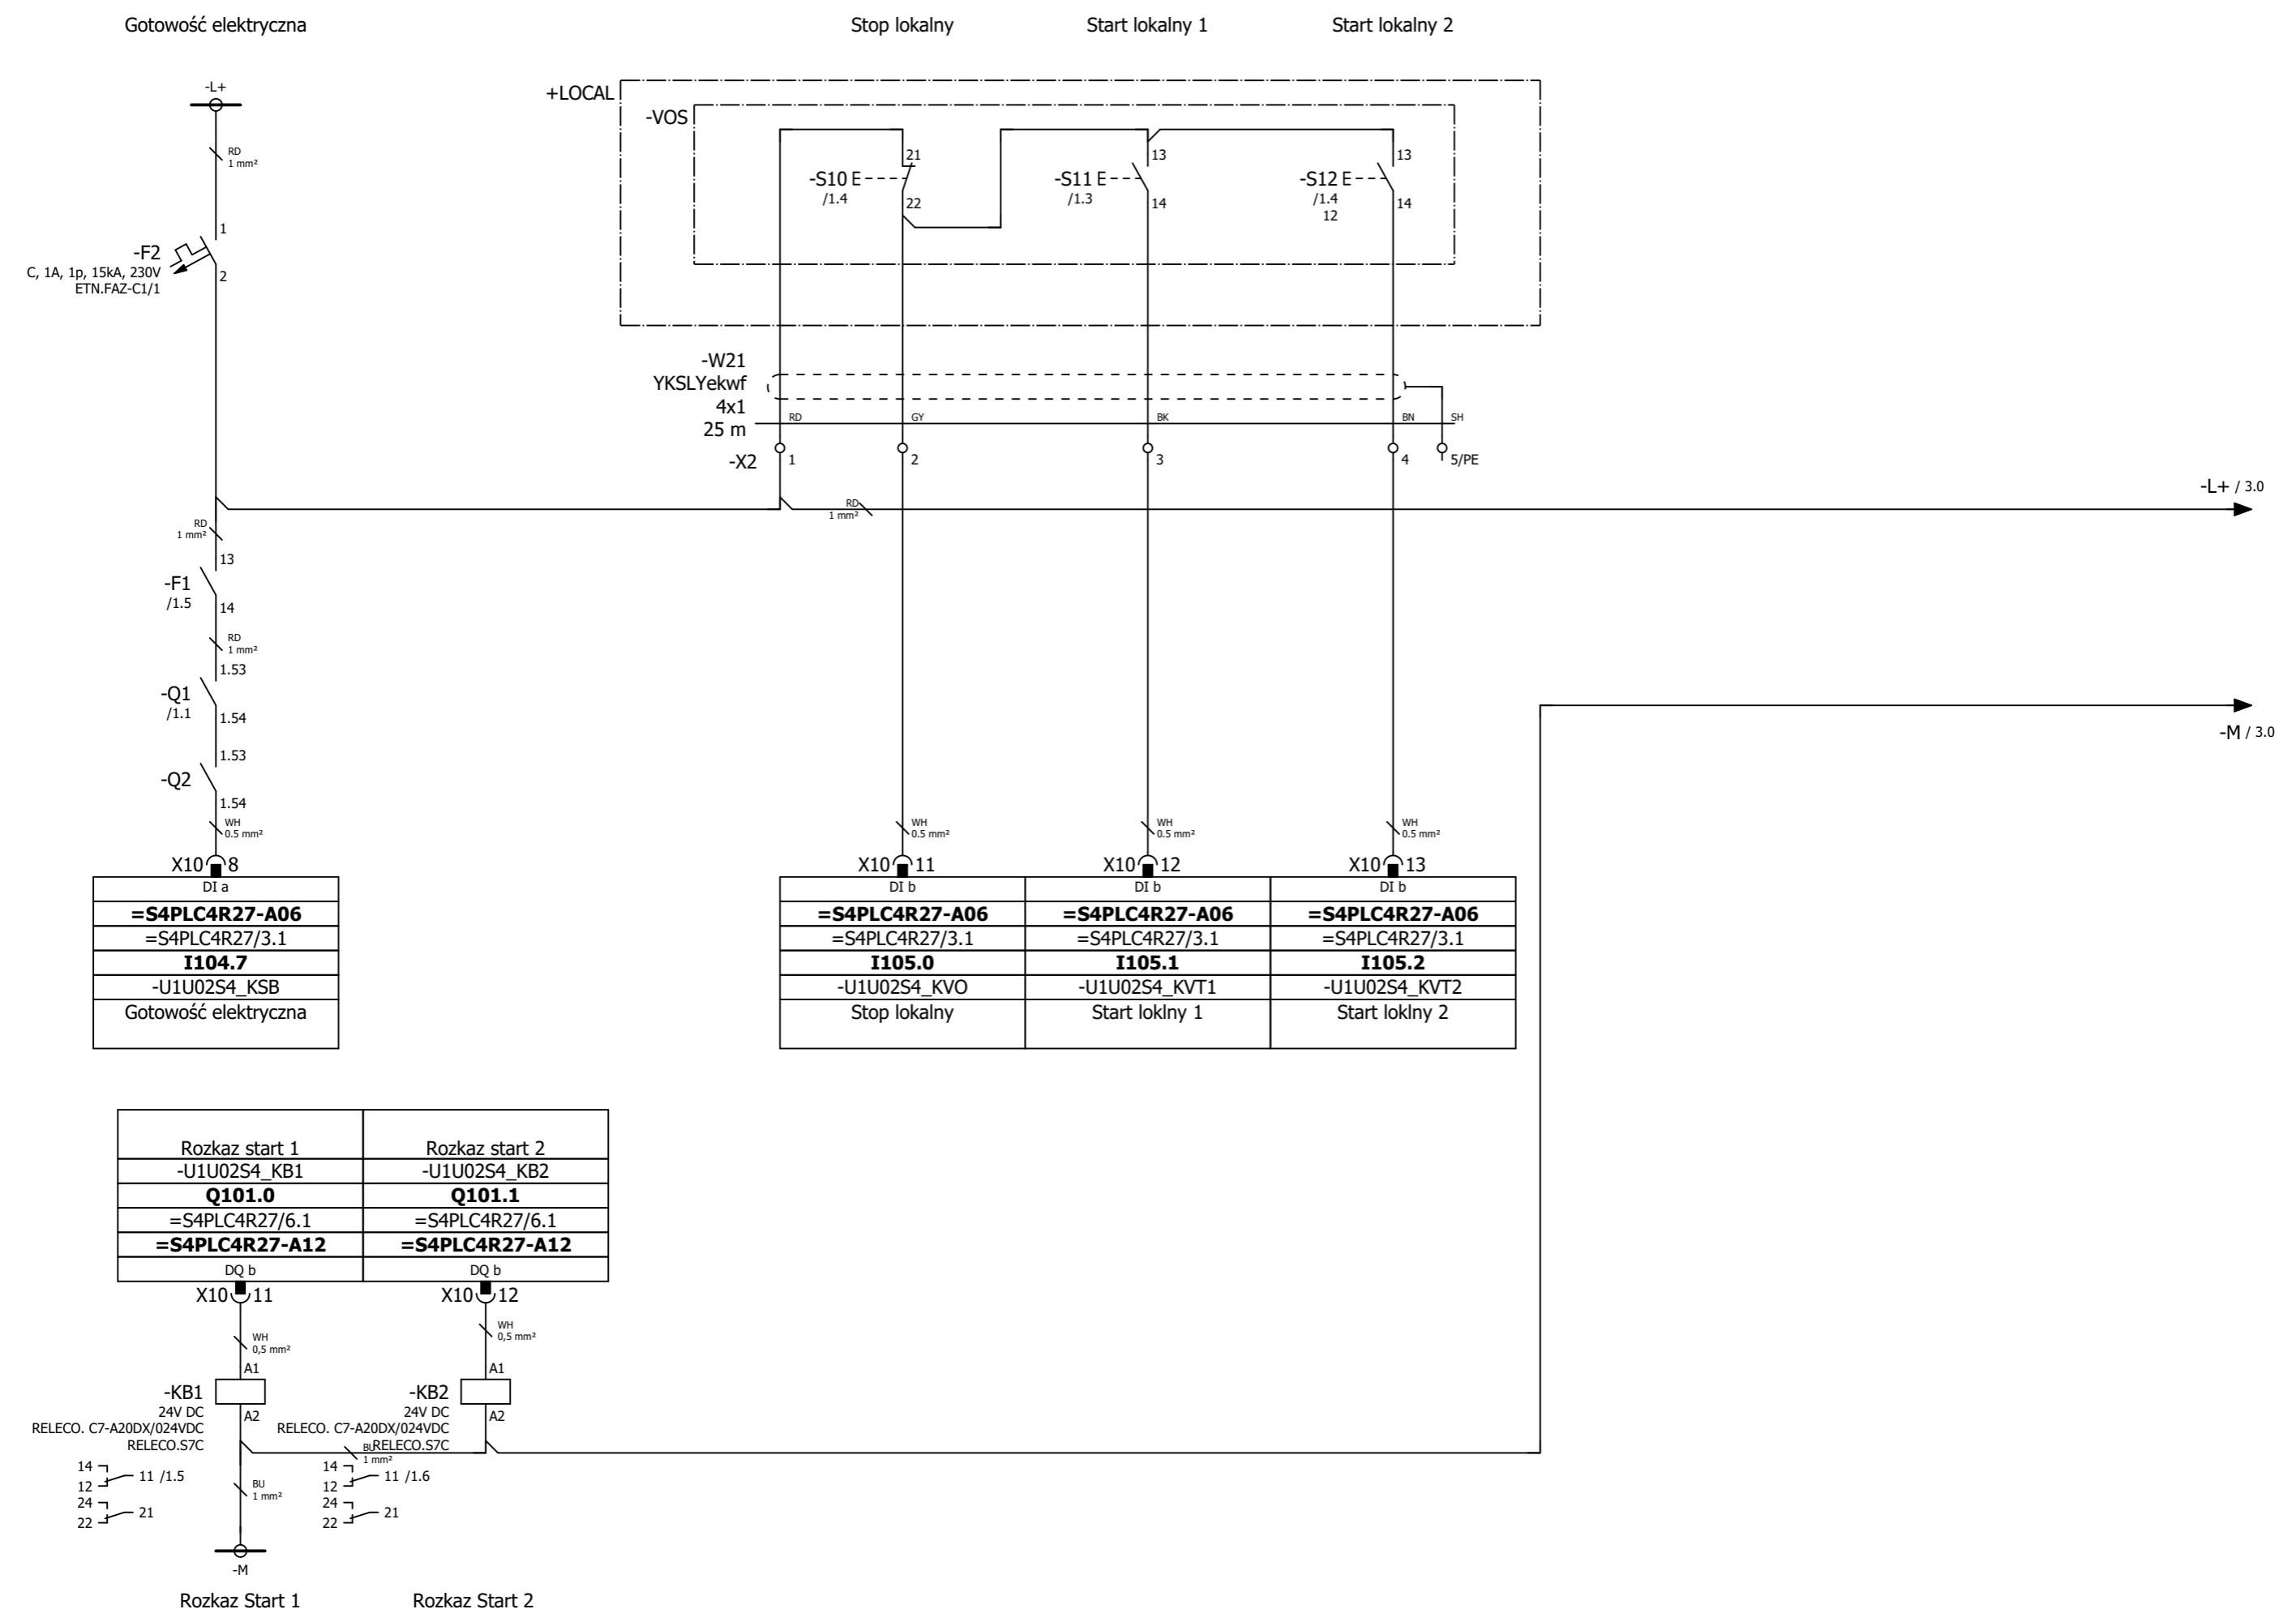 Gotowość elektryczna
Stop lokalny
Start lokalny 1
Start lokalny 2
-L+
+LOCAL
-VOS
RD
1 mm²
21
13
13
-S10 E
/1.4
-S11 E
/1.3
-S12 E
/1.4
12
22
14
14
1
-F2
C, 1A, 1p, 15kA, 230V
ETN.FAZ-C1/1
2
-W21
YKSLYekwf
4x1
25 m
RD
GY
BK
BN
SH
-X2
1
2
3
4
5/PE
-L+ / 3.0
RD
1 mm²
RD
1 mm²
13
-F1
/1.5
14
RD
1 mm²
1.53
-Q1
/1.1
1.54
-M / 3.0
1.53
-Q2
1.54
WH
0.5 mm²
WH
0.5 mm²
WH
0.5 mm²
WH
0.5 mm²
X10 8
X10 11
X10 12
X10 13
DI a
=S4PLC4R27-A06
=S4PLC4R27/3.1
I104.7
-U1U02S4_KSB
Gotowość elektryczna
DI b
=S4PLC4R27-A06
=S4PLC4R27/3.1
I105.0
-U1U02S4_KVO
Stop lokalny
DI b
=S4PLC4R27-A06
=S4PLC4R27/3.1
I105.1
-U1U02S4_KVT1
Start loklny 1
DI b
=S4PLC4R27-A06
=S4PLC4R27/3.1
I105.2
-U1U02S4_KVT2
Start loklny 2
Rozkaz start 1
-U1U02S4_KB1
Q101.0
=S4PLC4R27/6.1
=S4PLC4R27-A12
DQ b
Rozkaz start 2
-U1U02S4_KB2
Q101.1
=S4PLC4R27/6.1
=S4PLC4R27-A12
DQ b
X10 11
X10 12
WH
0,5 mm²
WH
0,5 mm²
A1
-KB1
24V DC
A2
RELECO. C7-A20DX/024VDC
RELECO.S7C
A1
-KB2
24V DC
A2
RELECO. C7-A20DX/024VDC
RELECO.S7C
BU
1 mm²
14
12
11 /1.5
24
22
21
BU
1 mm²
14
12
11 /1.6
24
22
21
-M
Rozkaz Start 1
Rozkaz Start 2